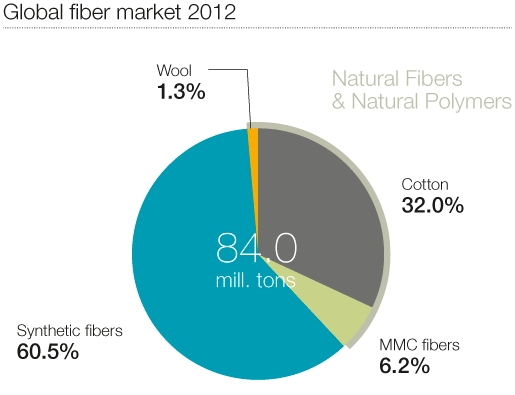 Global fiber market 2012
Wool
1.3%
Natural Fibers
& Natural Polymers
Cotton
32.0%
84.0
mill. tons
Synthetic fibers
60.5%
MMC fibers
6.2%